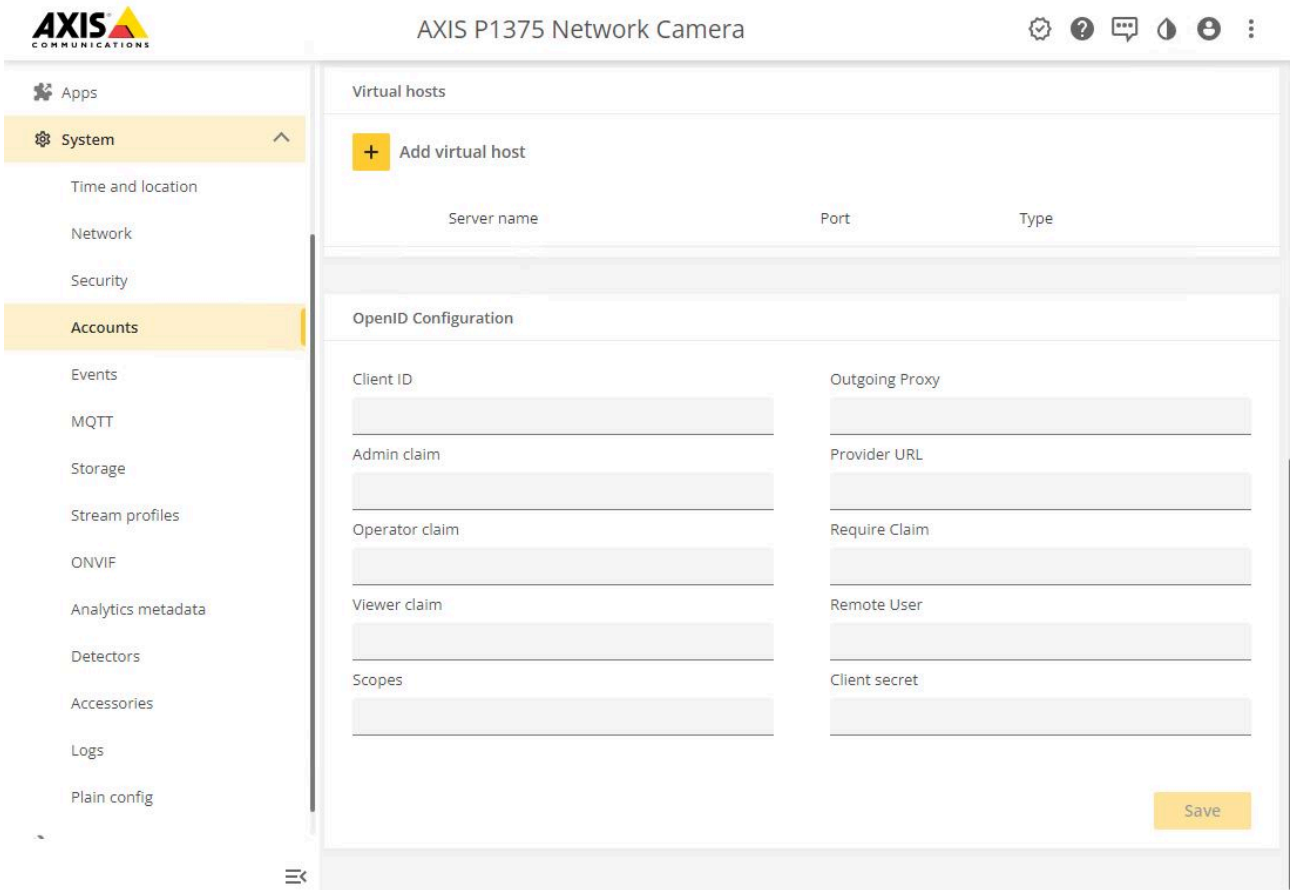 AXIS
COMMUNICATIONS
AXIS P1375 Network Camera
Apps
System
Time and location
Network
Security
Accounts
Events
MQTT
Storage
Stream profiles
ONVIF
Analytics metadata
Detectors
Accessories
Logs
Plain config
Virtual hosts
+ Add virtual host
Server name Port Type
OpenID Configuration
Client ID Outgoing Proxy
Admin claim Provider URL
Operator claim Require Claim
Viewer claim Remote User
Scopes Client secret
Save